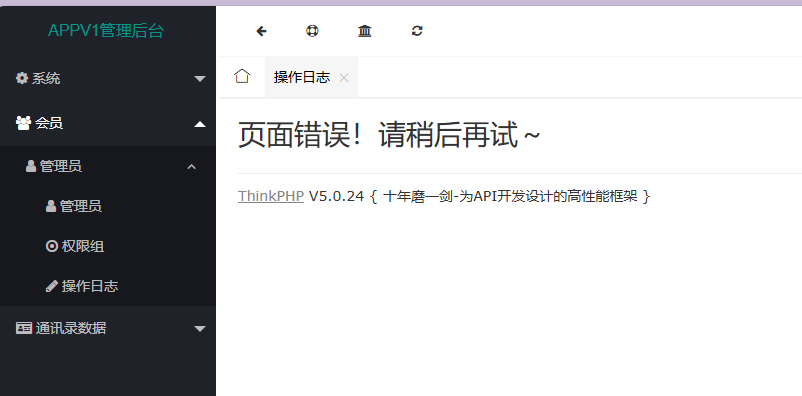 APPV1管理后台
系统
会员
管理员
管理员
权限组
操作日志
通讯录数据
操作日志
页面错误！请稍后再试～
ThinkPHP V5.0.24 { 十年磨一剑-为API开发设计的高性能框架 }